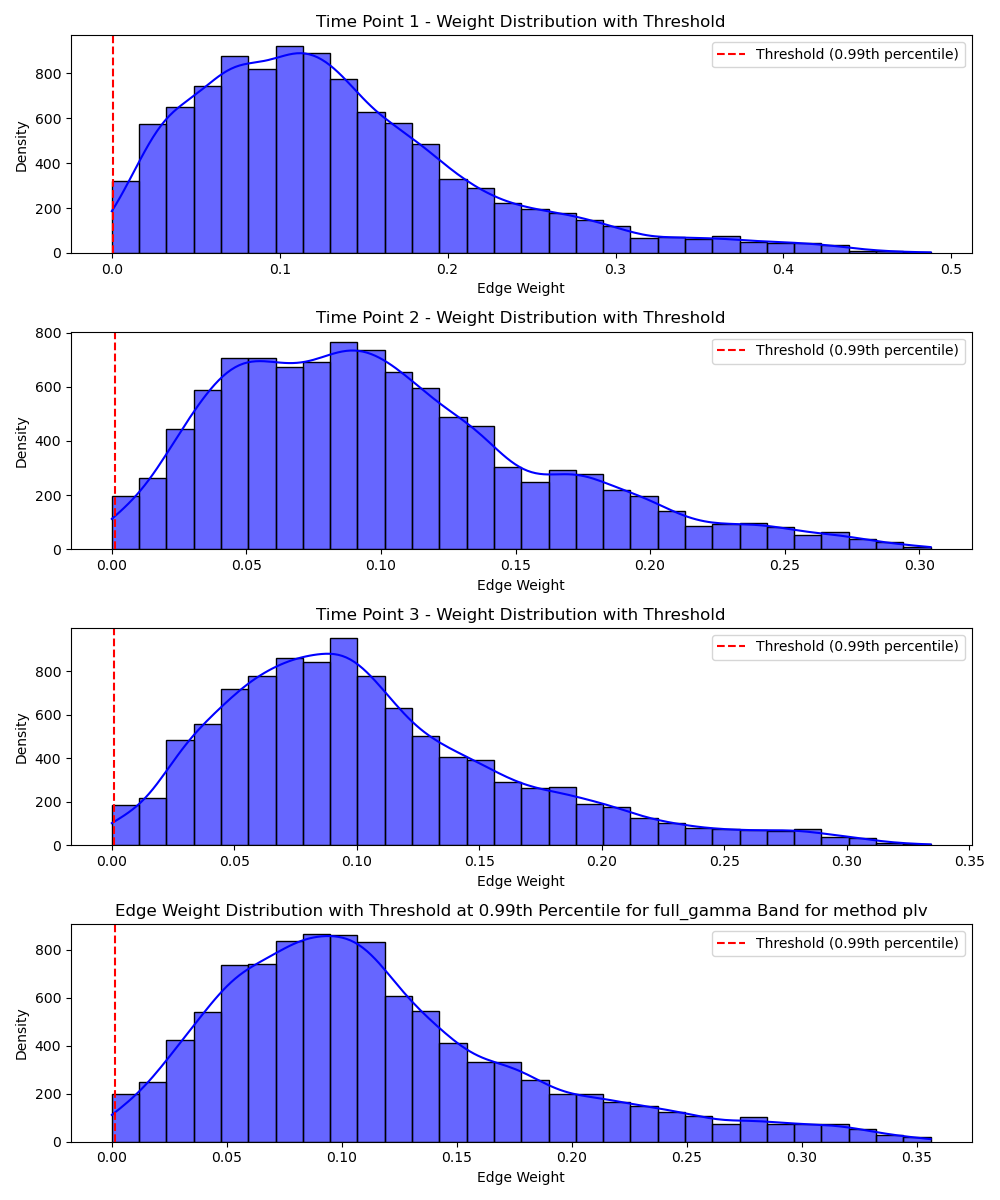 Time Point 1 - Weight Distribution with Threshold
Threshold (0.99th percentile)
Density
800
600
400
200
0
0.0 0.1 0.2 0.3 0.4 0.5
Edge Weight
Time Point 2 - Weight Distribution with Threshold
Threshold (0.99th percentile)
Density
800
600
400
200
0
0.00 0.05 0.10 0.15 0.20 0.25 0.30
Edge Weight
Time Point 3 - Weight Distribution with Threshold
Threshold (0.99th percentile)
Density
800
600
400
200
0
0.00 0.05 0.10 0.15 0.20 0.25 0.30 0.35
Edge Weight
Edge Weight Distribution with Threshold at 0.99th Percentile for full_gamma Band for method plv
Threshold (0.99th percentile)
Density
800
600
400
200
0
0.00 0.05 0.10 0.15 0.20 0.25 0.30 0.35
Edge Weight